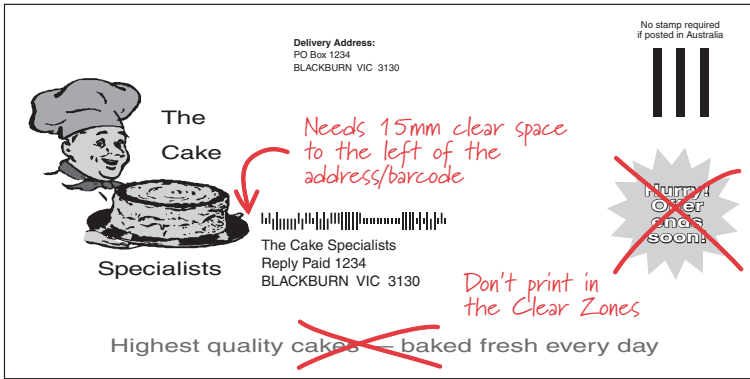 No stamp required
if posted in Australia
Delivery Address:
PO Box 1234
BLACKBURN VIC 3130
The
Cake
Specialists
Needs 15mm clear space
to the left of the
address/barcode
Hurry!
Offer
ends
soon!
The Cake Specialists
Reply Paid 1234
BLACKBURN VIC 3130
Don't print in
the Clear Zones
Highest quality cakes — baked fresh every day